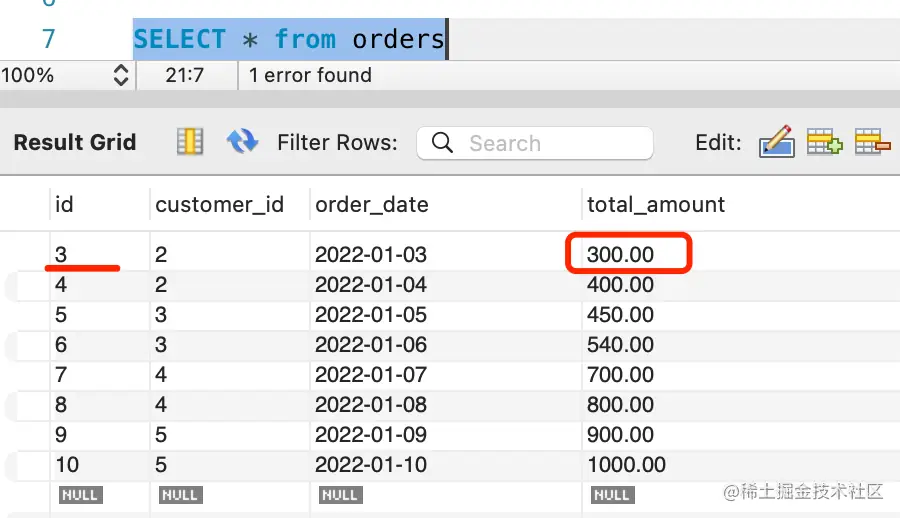 7 SELECT * from orders
100% 21:7 1 error found
Result Grid Filter Rows: Search Edit:
id customer_id order_date total_amount
3 2 2022-01-03 300.00
4 2 2022-01-04 400.00
5 3 2022-01-05 450.00
6 3 2022-01-06 540.00
7 4 2022-01-07 700.00
8 4 2022-01-08 800.00
9 5 2022-01-09 900.00
10 5 2022-01-10 1000.00
NULL NULL NULL NULL
@稀土掘金技术社区